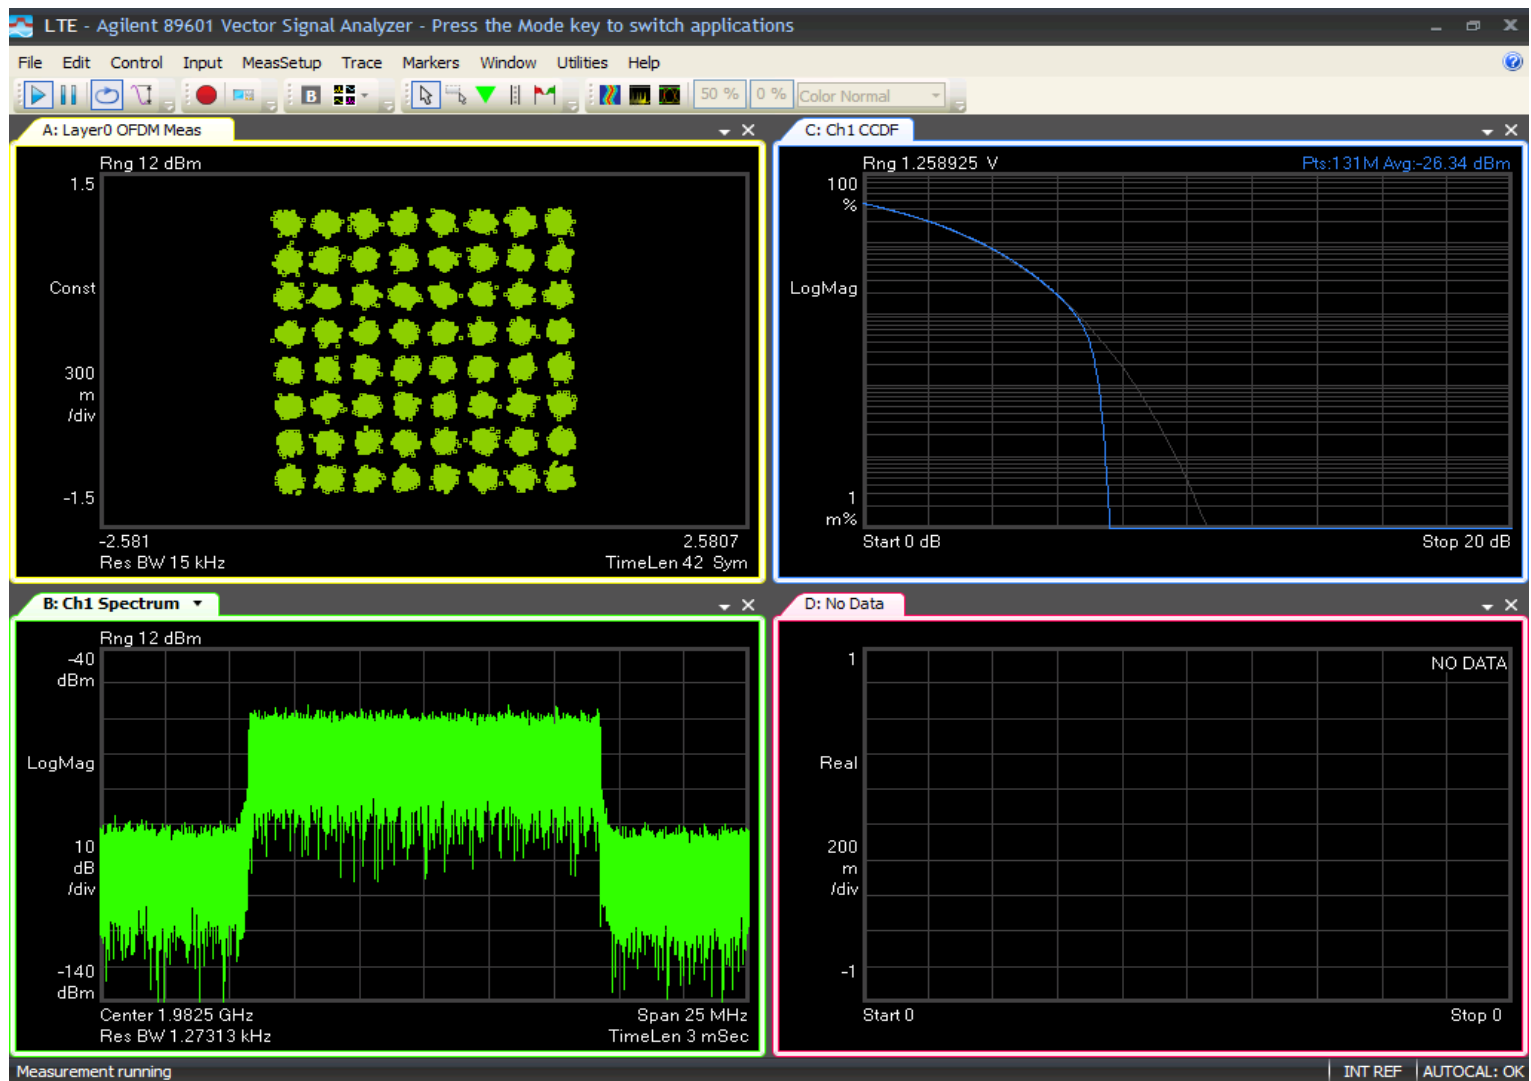 LTE - Agilent 89601 Vector Signal Analyzer - Press the Mode key to switch applications
File Edit Control Input MeasSetup Trace Markers Window Utilities Help
B 50 % 0 % Color Normal
A: Layer0 OFDM Meas
Rng 12 dBm
1.5
Const
300
m
/div
-1.5
-2.581 2.5807
Res BW 15 kHz TimeLen 42 Sym
C: Ch1 CCDF
Rng 1.258925 V Pts:131M Avg:-26.34 dBm
100
%
LogMag
1
m%
Start 0 dB Stop 20 dB
B: Ch1 Spectrum
Rng 12 dBm
-40
dBm
LogMag
10
dB
/div
-140
dBm
Center 1.9825 GHz Span 25 MHz
Res BW 1.27313 kHz TimeLen 3 mSec
D: No Data
1 NO DATA
Real
200
m
/div
-1
Start 0 Stop 0
Measurement running INT REF AUTOCAL: OK